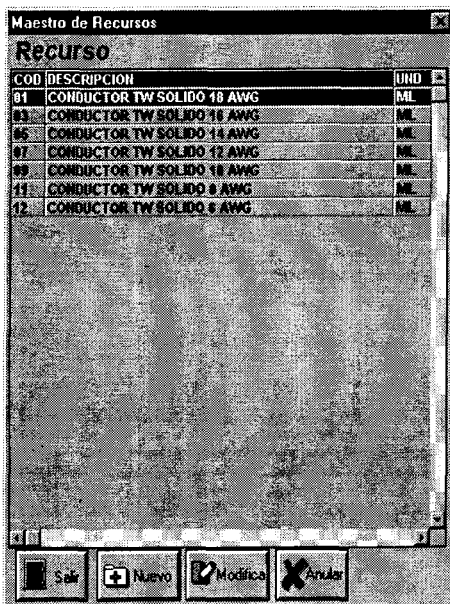 Maestro de Recursos
Recurso
COD DESCRIPCION UND
01 CONDUCTOR TW SOLIDO 18 AWG ML
03 CONDUCTOR TW SOLIDO 16 AWG ML
05 CONDUCTOR TW SOLIDO 14 AWG ML
07 CONDUCTOR TW SOLIDO 12 AWG ML
09 CONDUCTOR TW SOLIDO 10 AWG ML
11 CONDUCTOR TW SOLIDO 8 AWG ML
12 CONDUCTOR TW SOLIDO 6 AWG ML
Salir Nuevo Modifica Anular